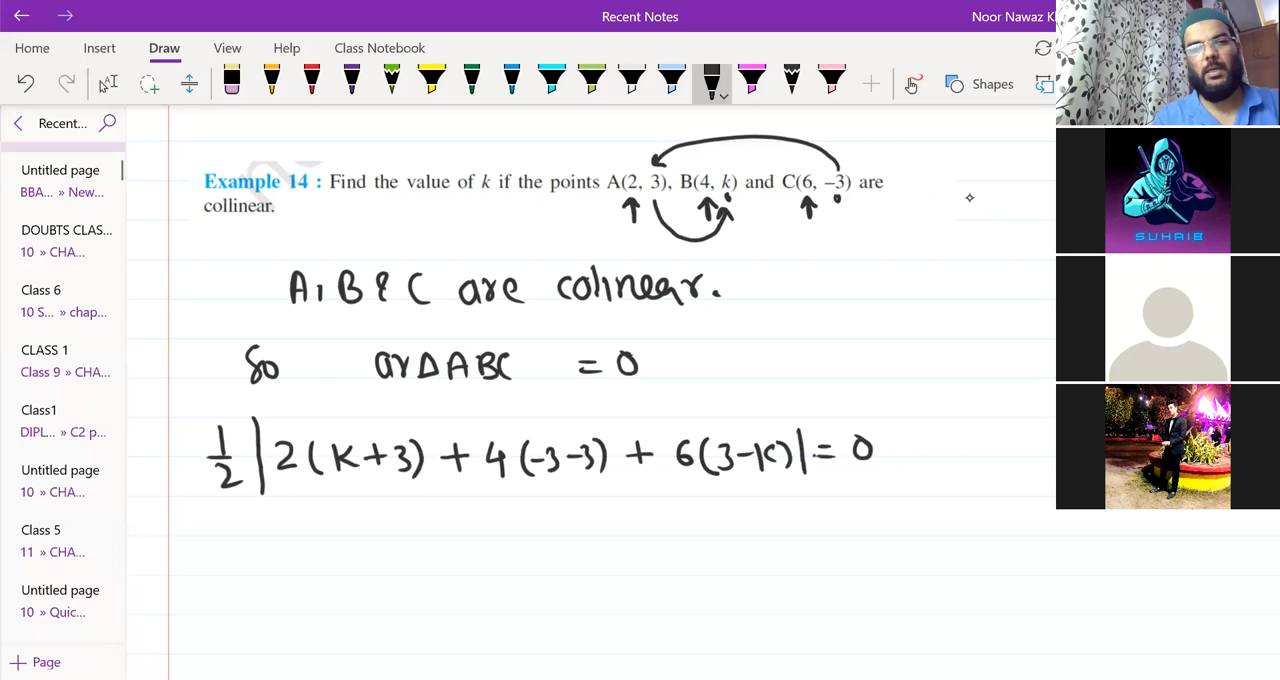 Recent Notes
Noor Nawaz K
Home Insert Draw View Help Class Notebook
Shapes
Recent...
Untitled page
BBA... » New...
DOUBTS CLAS...
10 » CHA...
Class 6
10 S... » chap...
CLASS 1
Class 9 » CHA...
Class1
DIPL... » C2 p...
Untitled page
10 » CHA...
Class 5
11 » CHA...
Untitled page
10 » Quic...
Page
Example 14 : Find the value of k if the points A(2, 3), B(4, k) and C(6, –3) are
collinear.
A, B & C are colinear.
So ar Δ ABC = 0
1/2 |2(K+3) + 4(-3-3) + 6(3-K)| = 0
SUHAIB